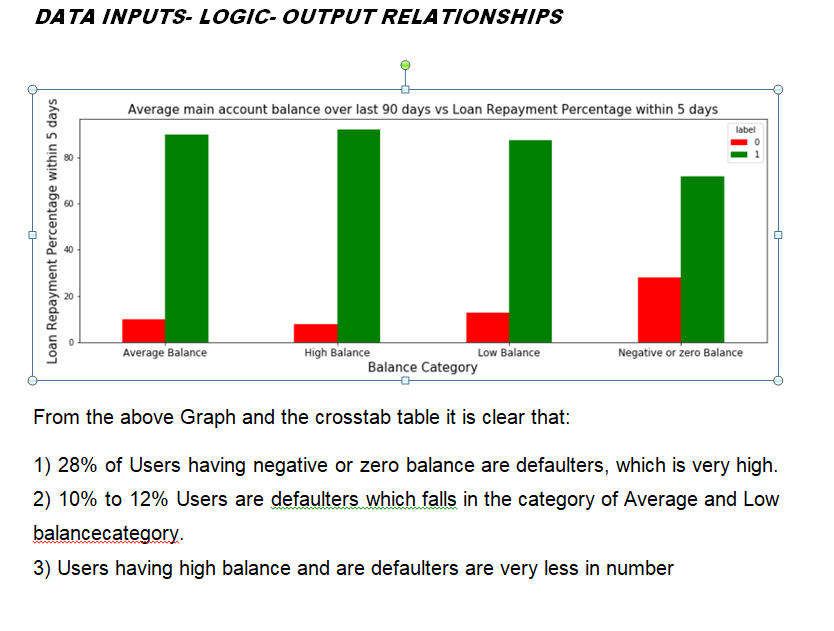 DATA INPUTS- LOGIC- OUTPUT RELATIONSHIPS
Average main account balance over last 90 days vs Loan Repayment Percentage within 5 days
label
0
1
Loan Repayment Percentage within 5 days
80
60
40
20
0
Average Balance
High Balance
Low Balance
Negative or zero Balance
Balance Category
From the above Graph and the crosstab table it is clear that:
1) 28% of Users having negative or zero balance are defaulters, which is very high.
2) 10% to 12% Users are defaulters which falls in the category of Average and Low
balancecategory.
3) Users having high balance and are defaulters are very less in number